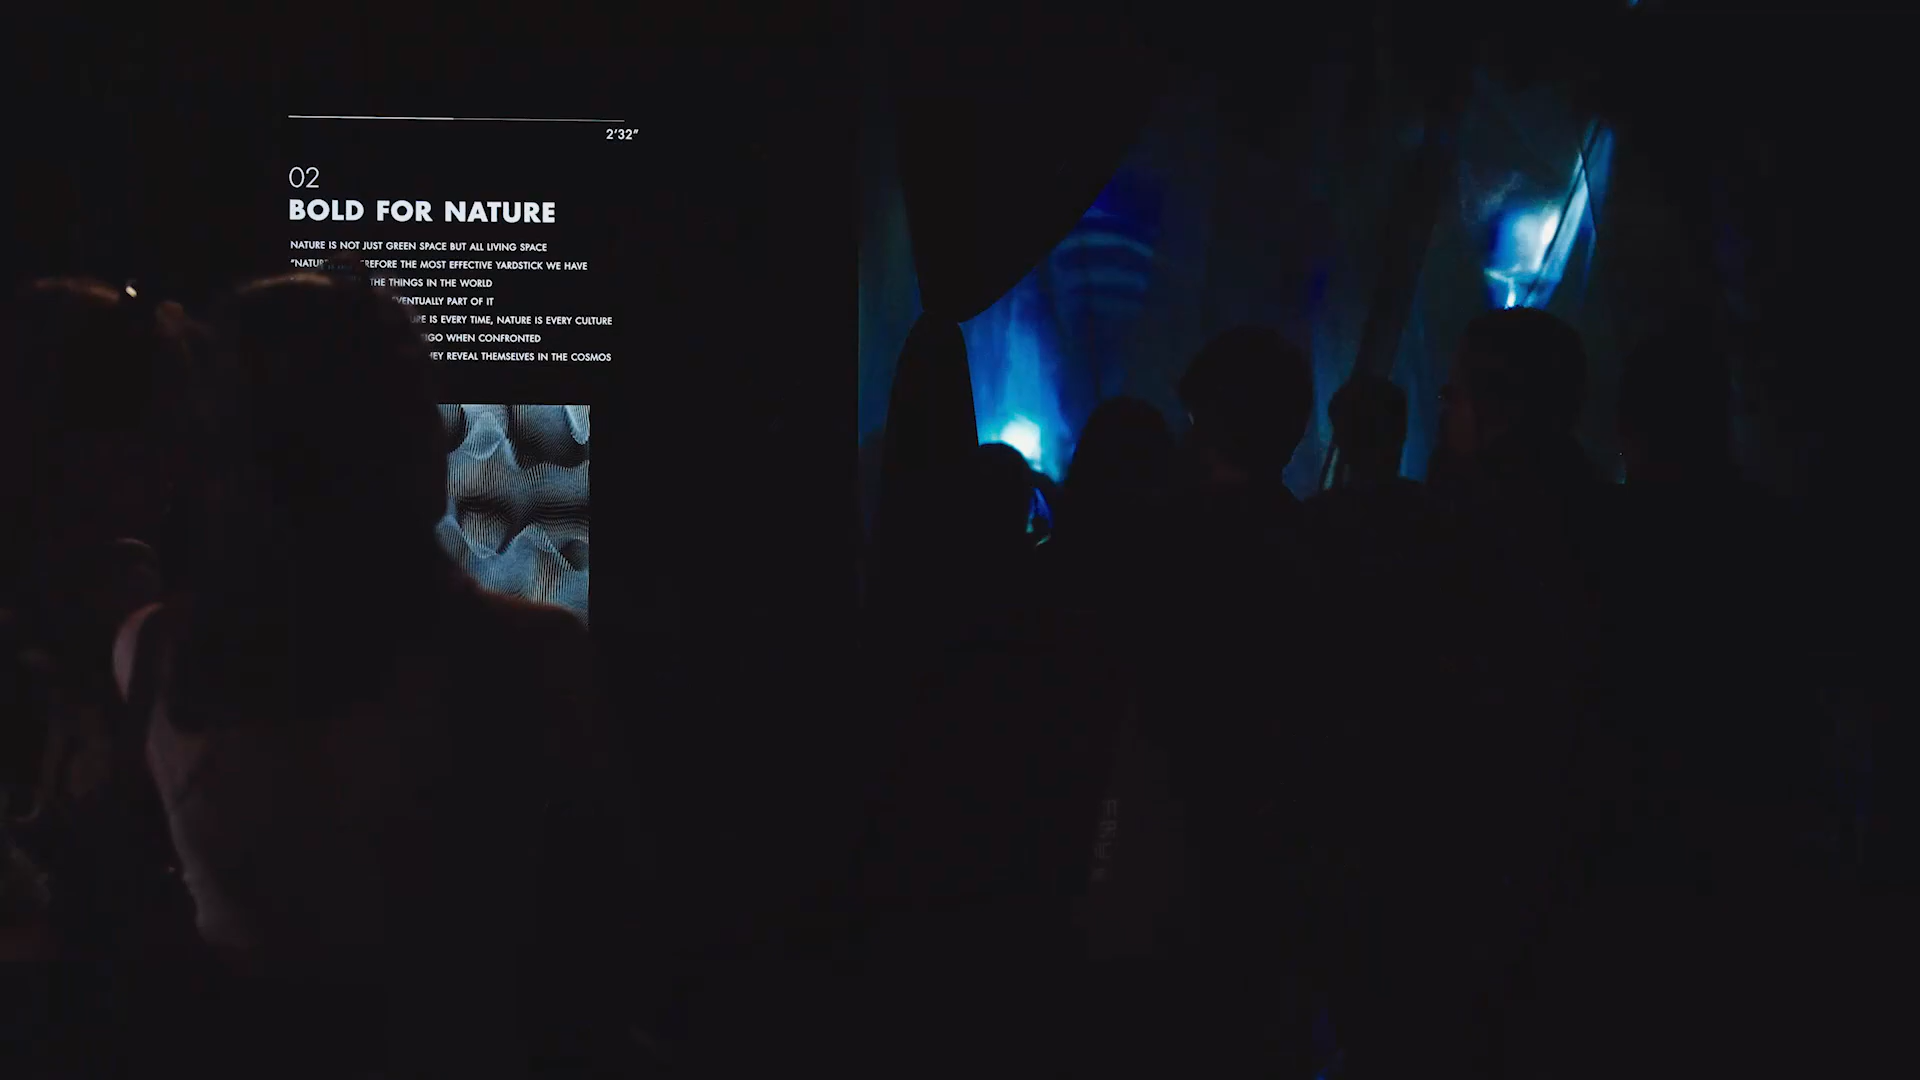 2'32"
02
BOLD FOR NATURE
NATURE IS NOT JUST GREEN SPACE BUT ALL LIVING SPACE
THE MOST EFFECTIVE YARDSTICK WE HAVE
THE THINGS IN THE WORLD
EVENTUALLY PART OF IT
IS EVERY TIME, NATURE IS EVERY CULTURE
WHEN CONFRONTED
REVEAL THEMSELVES IN THE COSMOS